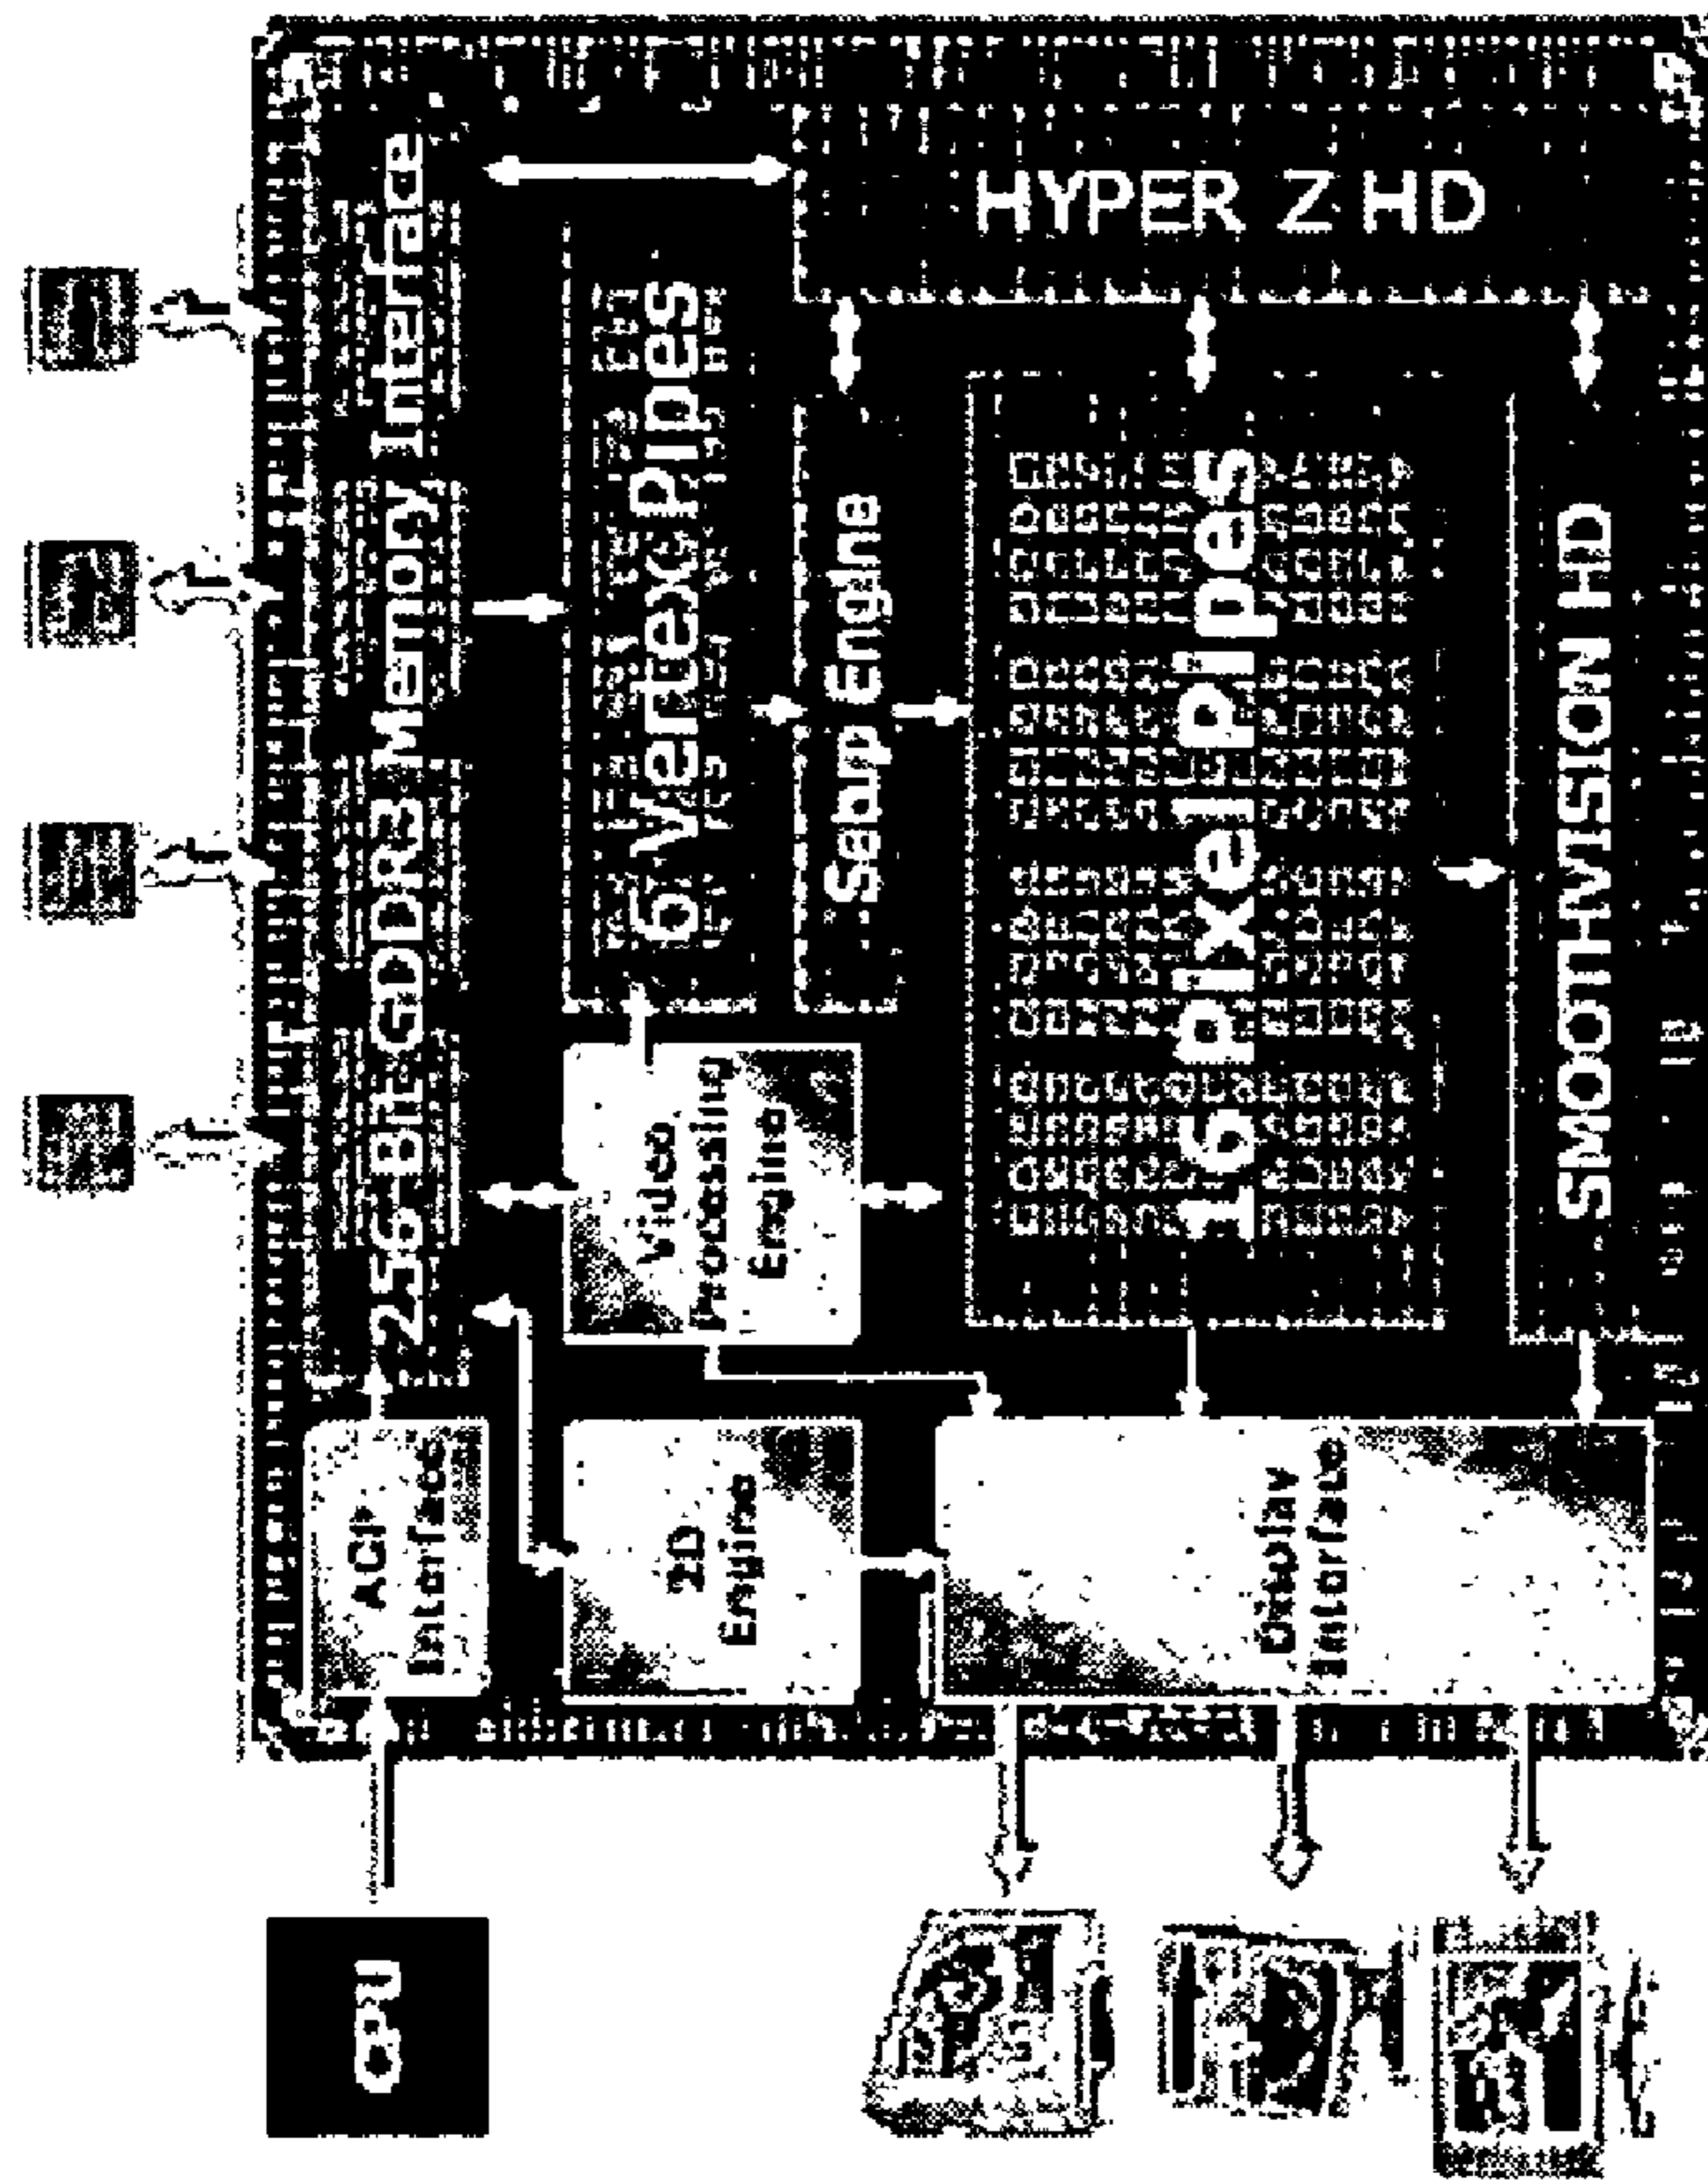 256-Bit GDDR3 Memory Interface
HYPER Z HD
6 Vertex Pipes
Setup Engine
16 Pixel Pipes
SMOOTHVISION HD
Video
Processing
Engine
AGP
Interface
2D
Engine
Display
Interface
CPU